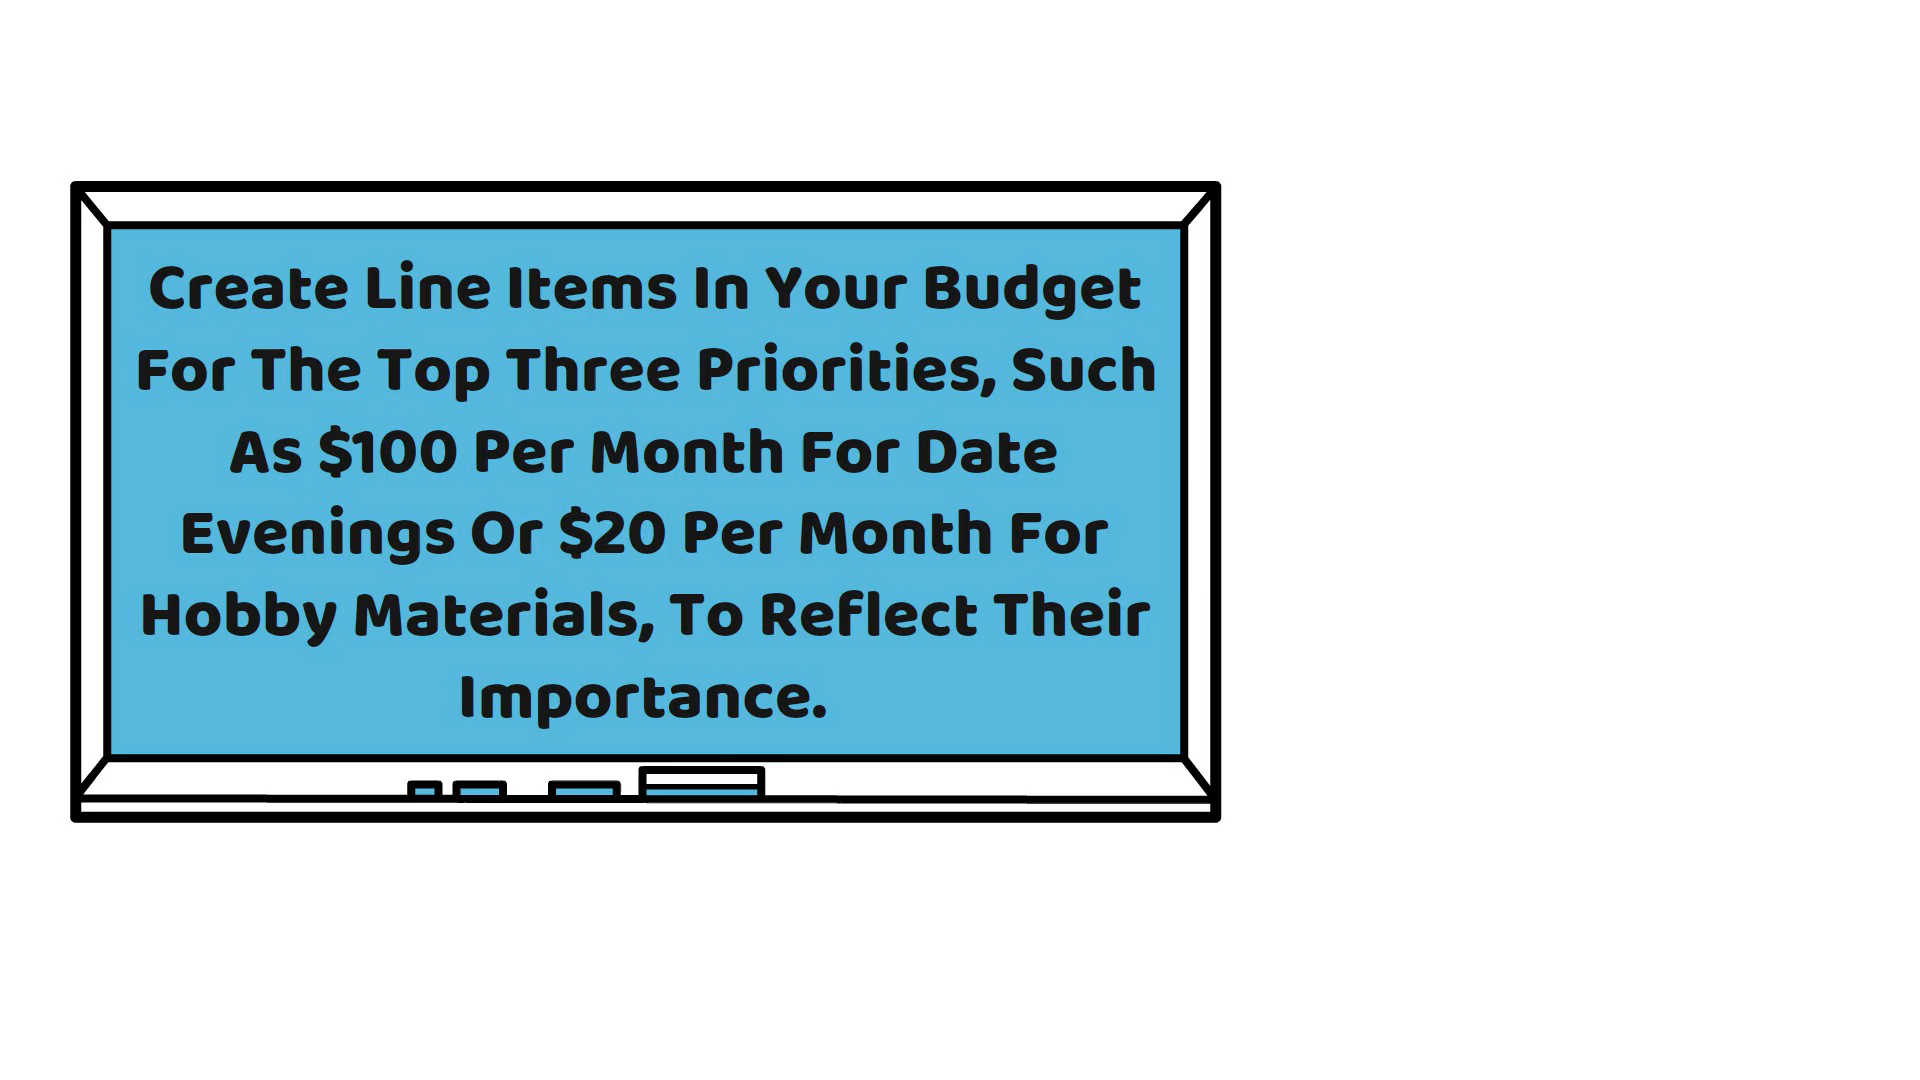 Create Line Items In Your Budget
For The Top Three Priorities, Such
As $100 Per Month For Date
Evenings Or $20 Per Month For
Hobby Materials, To Reflect Their
Importance.